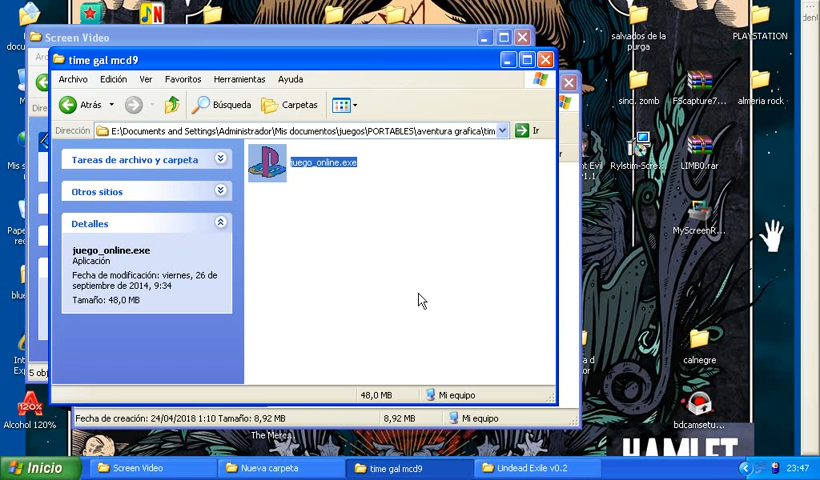 Screen Video
time gal mcd9
Archivo Edición Ver Favoritos Herramientas Ayuda
Atrás Búsqueda Carpetas
Dirección E:\Documents and Settings\Administrador\Mis documentos\juegos\PORTABLES\aventura grafica\tim Ir
Tareas de archivo y carpeta
Otros sitios
Detalles
juego_online.exe
Aplicación
Fecha de modificación: viernes, 26 de
septiembre de 2014, 9:34
Tamaño: 48,0 MB
juego_online.exe
48,0 MB Mi equipo
Fecha de creación: 24/04/2018 1:10 Tamaño: 8,92 MB 8,92 MB Mi equipo
5 obj
salvados de
la purga
PLAYSTATION
sinc. zomb
FScapture7...
almeria rock
Rylstim-Scre...
LIMBO.rar
MyScreenR...
calnegre
bdcamsetu...
Alcohol 120%
The Merc
HAMLET
Inicio Screen Video Nueva carpeta time gal mcd9 Undead Exile v0.2 23:47